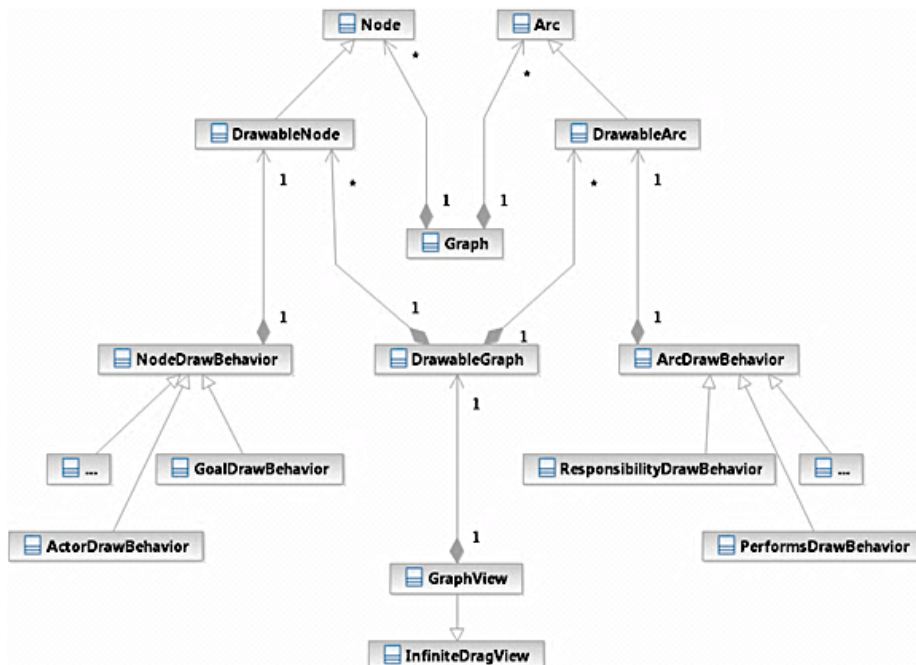 Node
Arc
*
*
DrawableNode
DrawableArc
1
*
*
1
1
1
Graph
1
1
1
1
NodeDrawBehavior
DrawableGraph
ArcDrawBehavior
1
...
GoalDrawBehavior
ResponsibilityDrawBehavior
...
ActorDrawBehavior
PerformsDrawBehavior
1
GraphView
InfiniteDragView